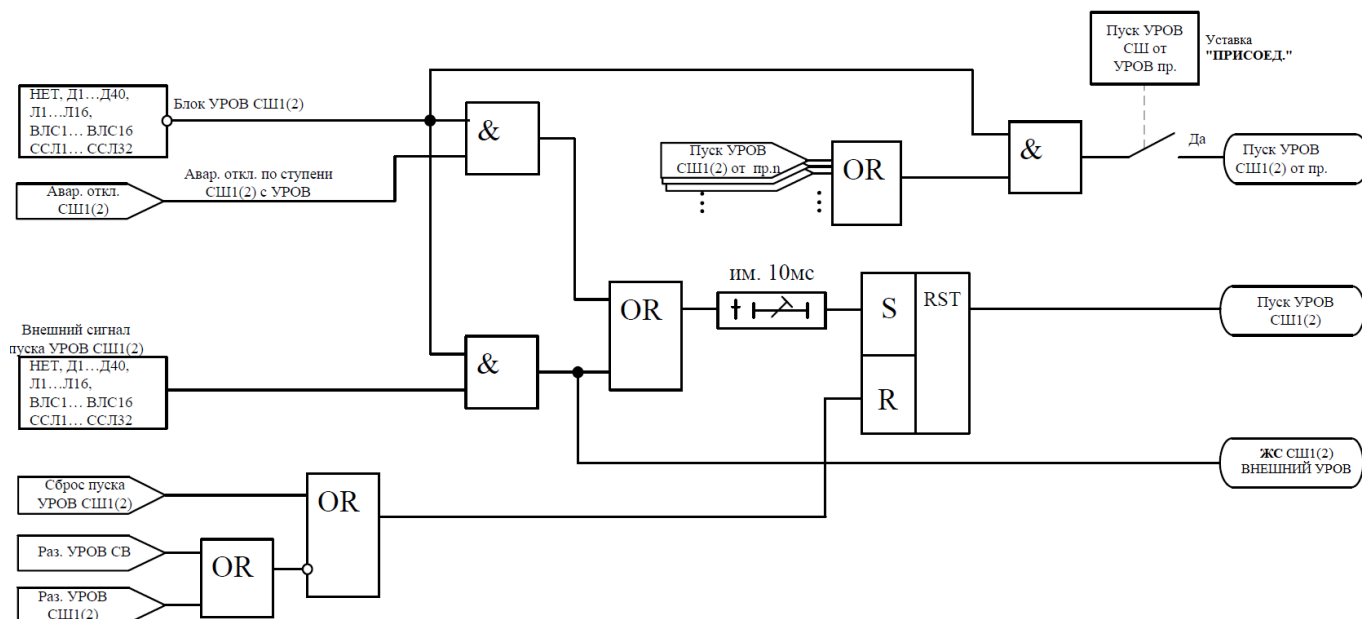 Пуск УРОВ
СШ от
УРОВ пр.
Уставка
"ПРИСОЕД."
НЕТ, Д1...Д40,
Л1...Л16,
ВЛС1... ВЛС16
ССЛ1... ССЛ32
Блок УРОВ СШ1(2)
&
Авар. откл.
СШ1(2)
Авар. откл. по ступени
СШ1(2) с УРОВ
Пуск УРОВ
СШ1(2) от пр.n
OR
&
Да
Пуск УРОВ
СШ1(2) от пр.
им. 10мс
OR
S
RST
R
Пуск УРОВ
СШ1(2)
Внешний сигнал
пуска УРОВ СШ1(2)
НЕТ, Д1...Д40,
Л1...Л16,
ВЛС1... ВЛС16
ССЛ1... ССЛ32
&
ЖС СШ1(2)
ВНЕШНИЙ УРОВ
Сброс пуска
УРОВ СШ1(2)
OR
Раз. УРОВ СВ
OR
Раз. УРОВ
СШ1(2)